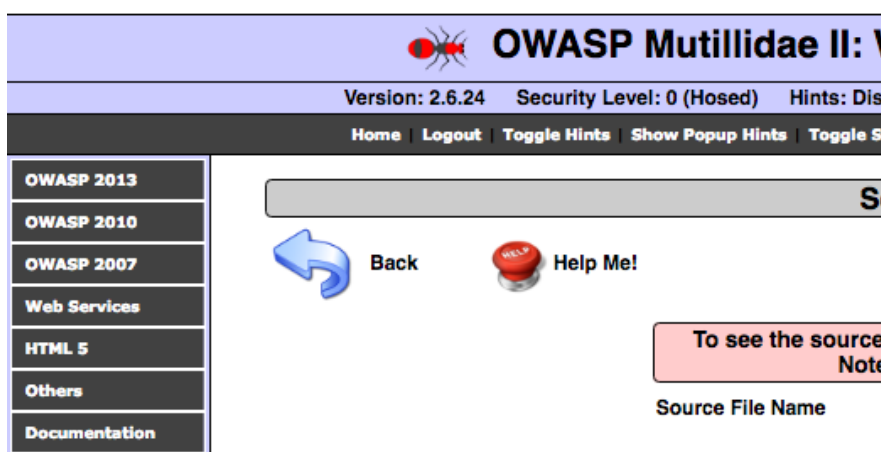 OWASP Mutillidae II:
Version: 2.6.24 Security Level: 0 (Hosed) Hints: Dis
Home Logout Toggle Hints Show Popup Hints Toggle S
OWASP 2013
OWASP 2010
OWASP 2007
Web Services
HTML 5
Others
Documentation
S
Back
HELP
Help Me!
To see the source
Note
Source File Name